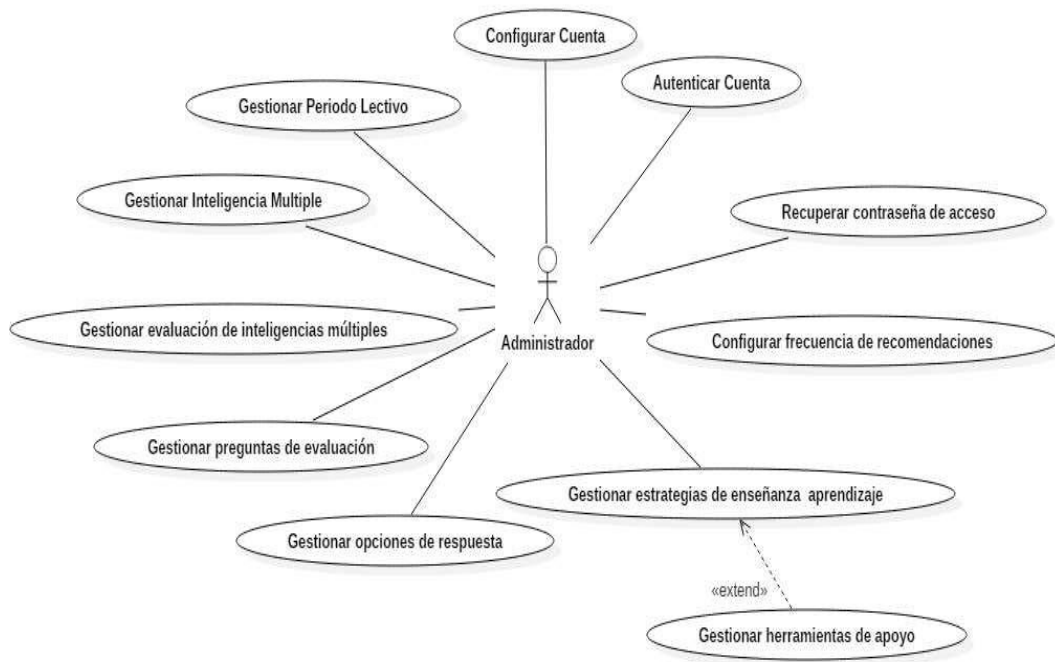 Configurar Cuenta
Autenticar Cuenta
Gestionar Periodo Lectivo
Gestionar Inteligencia Multiple
Recuperar contraseña de acceso
Gestionar evaluación de inteligencias múltiples
Administrador
Configurar frecuencia de recomendaciones
Gestionar preguntas de evaluación
Gestionar estrategias de enseñanza aprendizaje
Gestionar opciones de respuesta
«extend»
Gestionar herramientas de apoyo